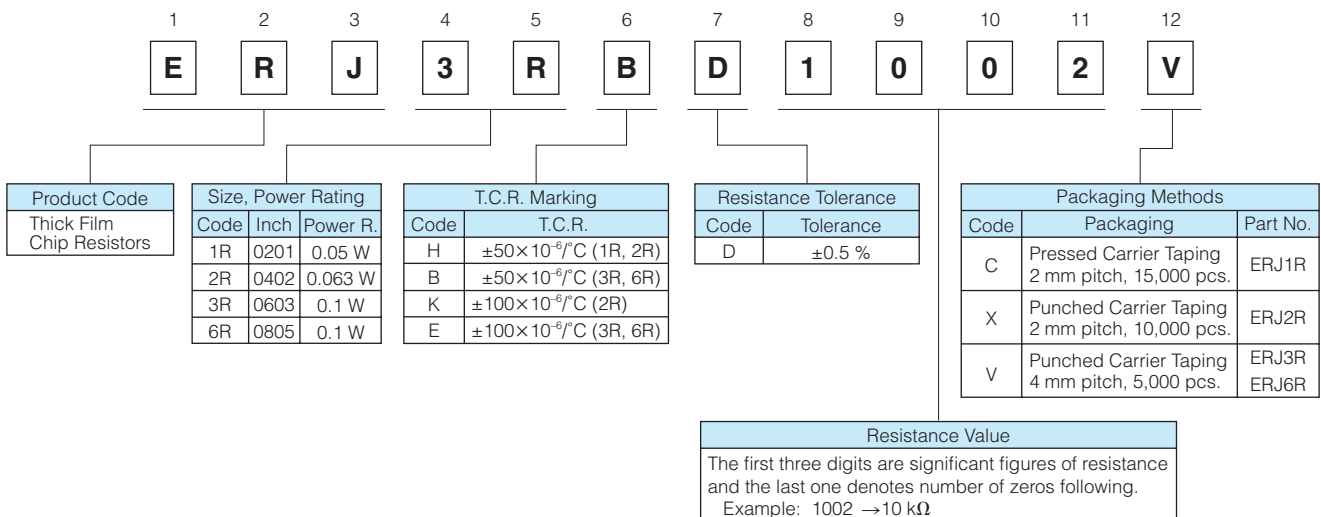 1 2 3 4 5 6 7 8 9 10 11 12
E R J 3 R B D 1 0 0 2 V
Product Code
Thick Film
Chip Resistors
Size, Power Rating
Code Inch Power R.
1R 0201 0.05 W
2R 0402 0.063 W
3R 0603 0.1 W
6R 0805 0.1 W
T.C.R. Marking
Code T.C.R.
H ±50×10⁻⁶/°C (1R, 2R)
B ±50×10⁻⁶/°C (3R, 6R)
K ±100×10⁻⁶/°C (2R)
E ±100×10⁻⁶/°C (3R, 6R)
Resistance Tolerance
Code Tolerance
D ±0.5 %
Packaging Methods
Code Packaging Part No.
C Pressed Carrier Taping
2 mm pitch, 15,000 pcs. ERJ1R
X Punched Carrier Taping
2 mm pitch, 10,000 pcs. ERJ2R
V Punched Carrier Taping ERJ3R
4 mm pitch, 5,000 pcs. ERJ6R
Resistance Value
The first three digits are significant figures of resistance
and the last one denotes number of zeros following.
Example: 1002 →10 kΩ